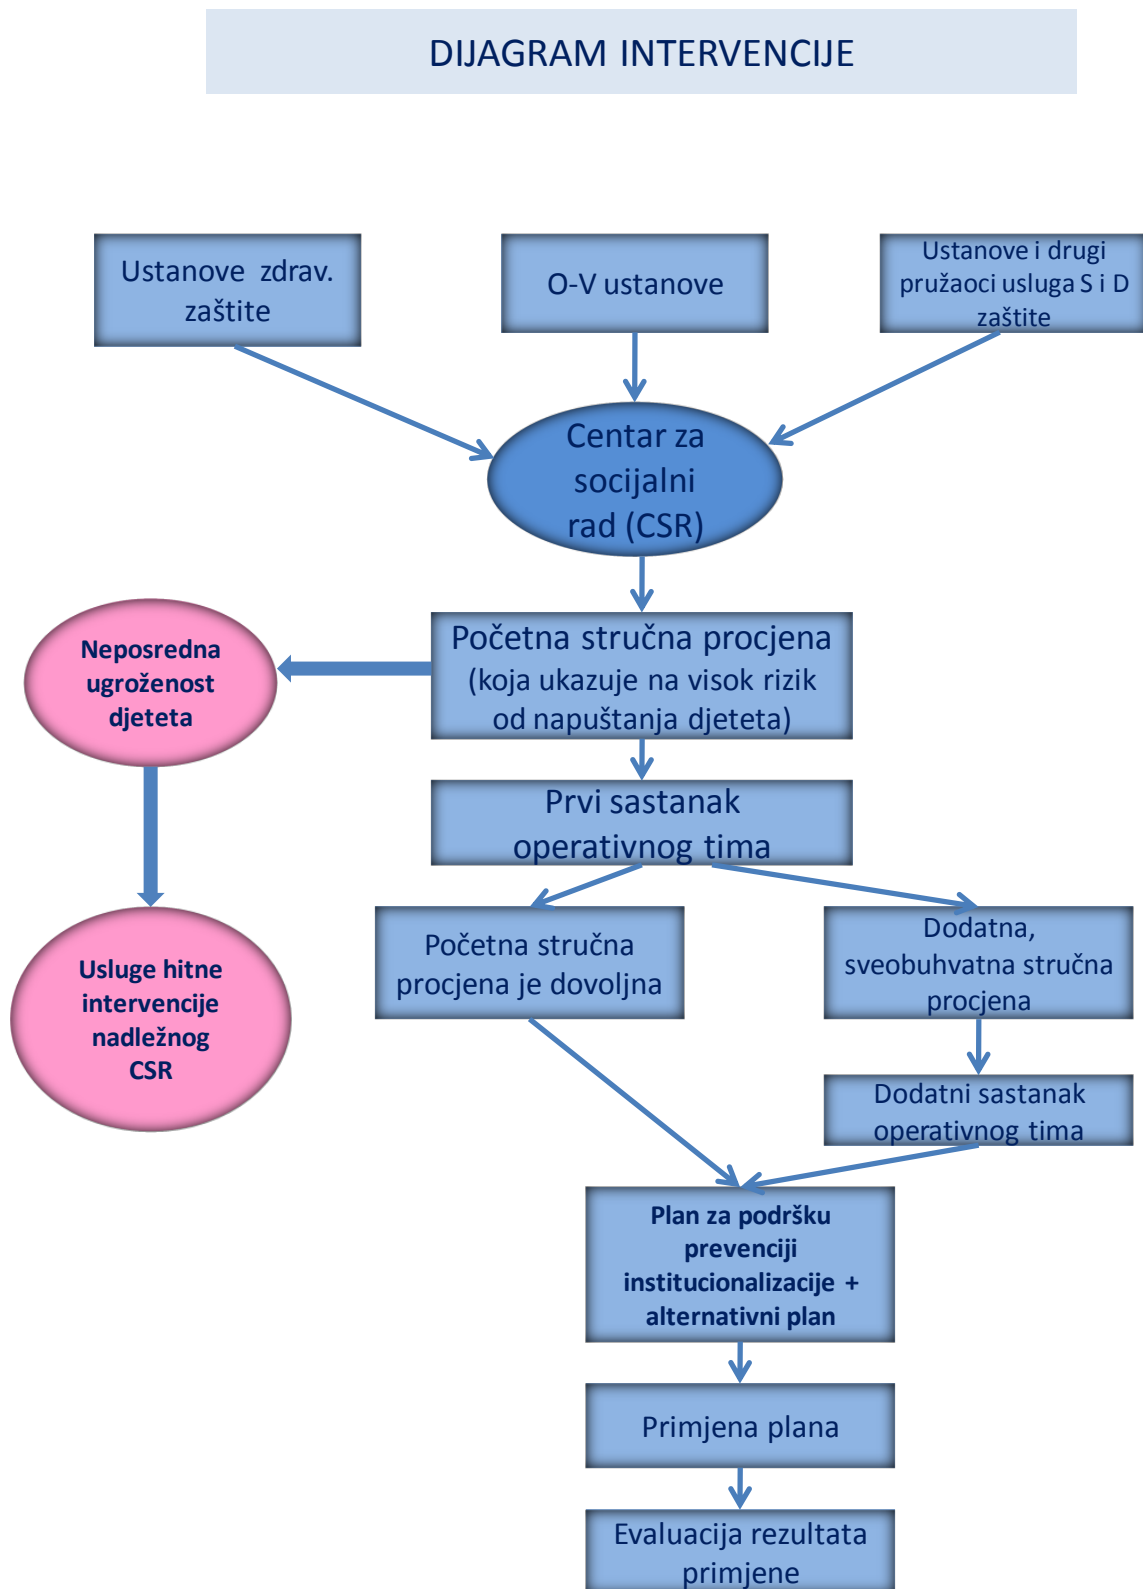 DIJAGRAM INTERVENCIJE
Ustanove zdrav.
zaštite
O-V ustanove
Ustanove i drugi
pružaoci usluga S i D
zaštite
Centar za
socijalni
rad (CSR)
Početna stručna procjena
(koja ukazuje na visok rizik
od napuštanja djeteta)
Neposredna
ugroženost
djeteta
Prvi sastanak
operativnog tima
Usluge hitne
intervencije
nadležnog
CSR
Početna stručna
procjena je dovoljna
Dodatna,
sveobuhvatna stručna
procjena
Dodatni sastanak
operativnog tima
Plan za podršku
prevenciji
institucionalizacije +
alternativni plan
Primjena plana
Evaluacija rezultata
primjene